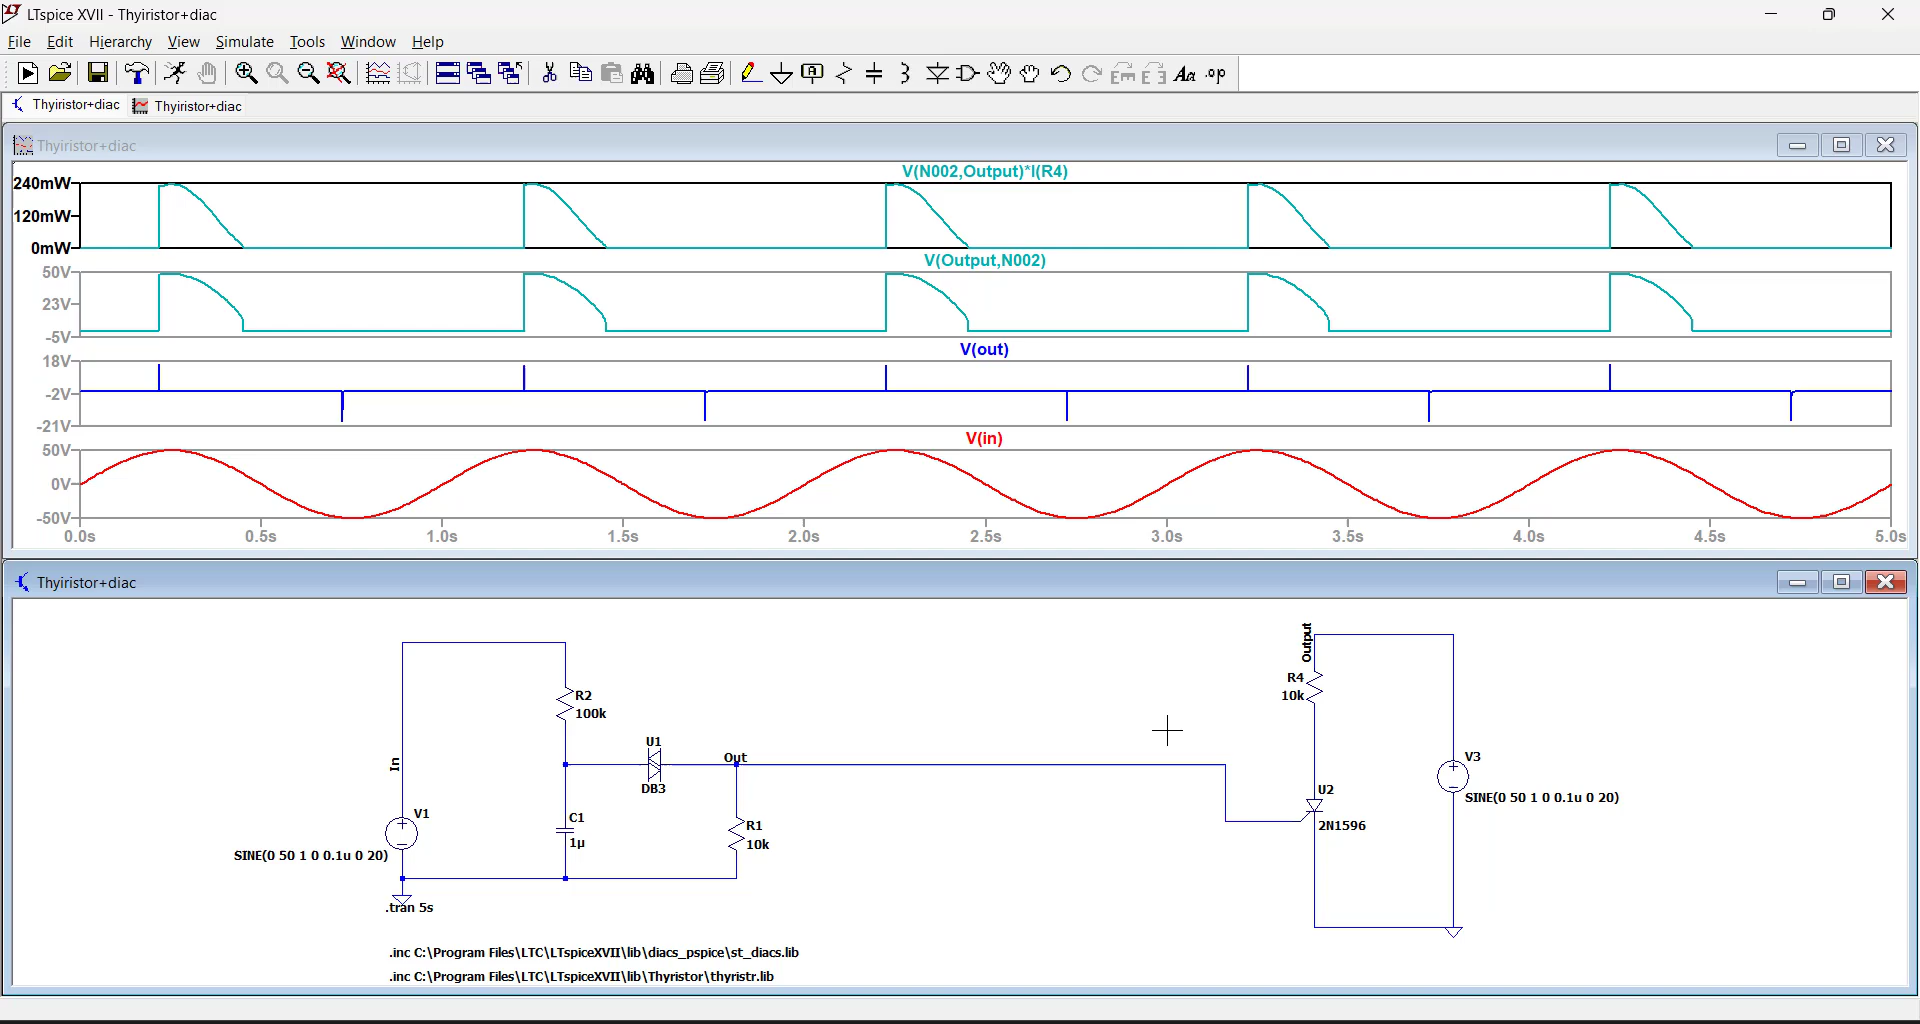 LTspice XVII - Thyiristor+diac
File Edit Hierarchy View Simulate Tools Window Help
Thyiristor+diac Thyiristor+diac
Thyiristor+diac
V(N002,Output)*I(R4)
240mW
120mW
0mW
V(Output,N002)
50V
23V
-5V
V(out)
18V
-2V
-21V
V(in)
50V
0V
-50V
0.0s 0.5s 1.0s 1.5s 2.0s 2.5s 3.0s 3.5s 4.0s 4.5s 5.0s
Thyiristor+diac
Output
R4
10k
R2
100k
U1
DB3
Out
In
V1
SINE(0 50 1 0 0.1u 0 20)
C1
1µ
R1
10k
U2
2N1596
V3
SINE(0 50 1 0 0.1u 0 20)
.tran 5s
.inc C:\Program Files\LTC\LTspiceXVII\lib\diacs_pspice\st_diacs.lib
.inc C:\Program Files\LTC\LTspiceXVII\lib\Thyristor\thyristr.lib